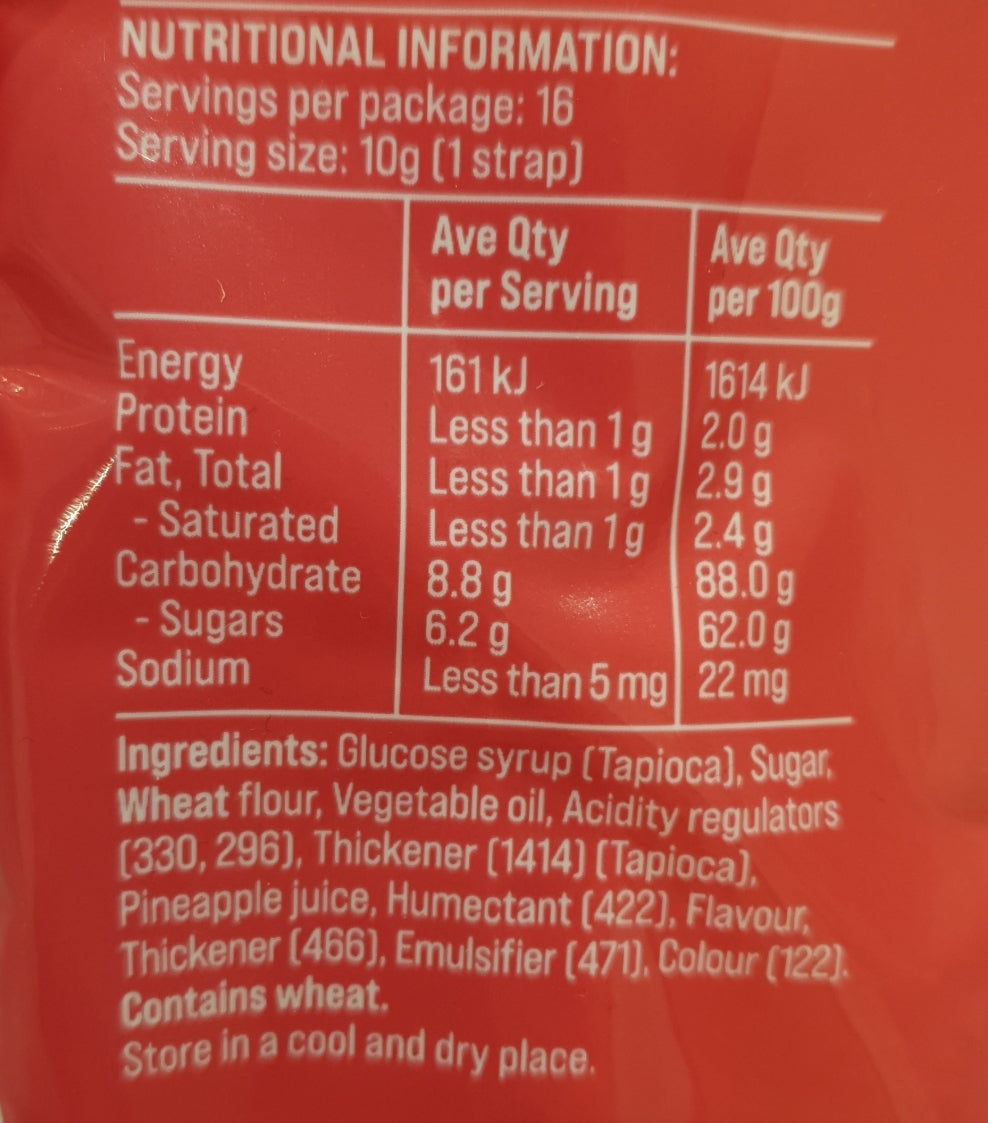 NUTRITIONAL INFORMATION:
Servings per package: 16
Serving size: 10g (1 strap)
Ave Qty per Serving Ave Qty per 100g
Energy 161 kJ 1614 kJ
Protein Less than 1 g 2.0 g
Fat, Total Less than 1 g 2.9 g
- Saturated Less than 1 g 2.4 g
Carbohydrate 8.8 g 88.0 g
- Sugars 6.2 g 62.0 g
Sodium Less than 5 mg 22 mg
Ingredients: Glucose syrup (Tapioca), Sugar,
Wheat flour, Vegetable oil, Acidity regulators
(330, 296), Thickener (1414) (Tapioca),
Pineapple juice, Humectant (422), Flavour,
Thickener (466), Emulsifier (471), Colour (122).
Contains wheat.
Store in a cool and dry place.